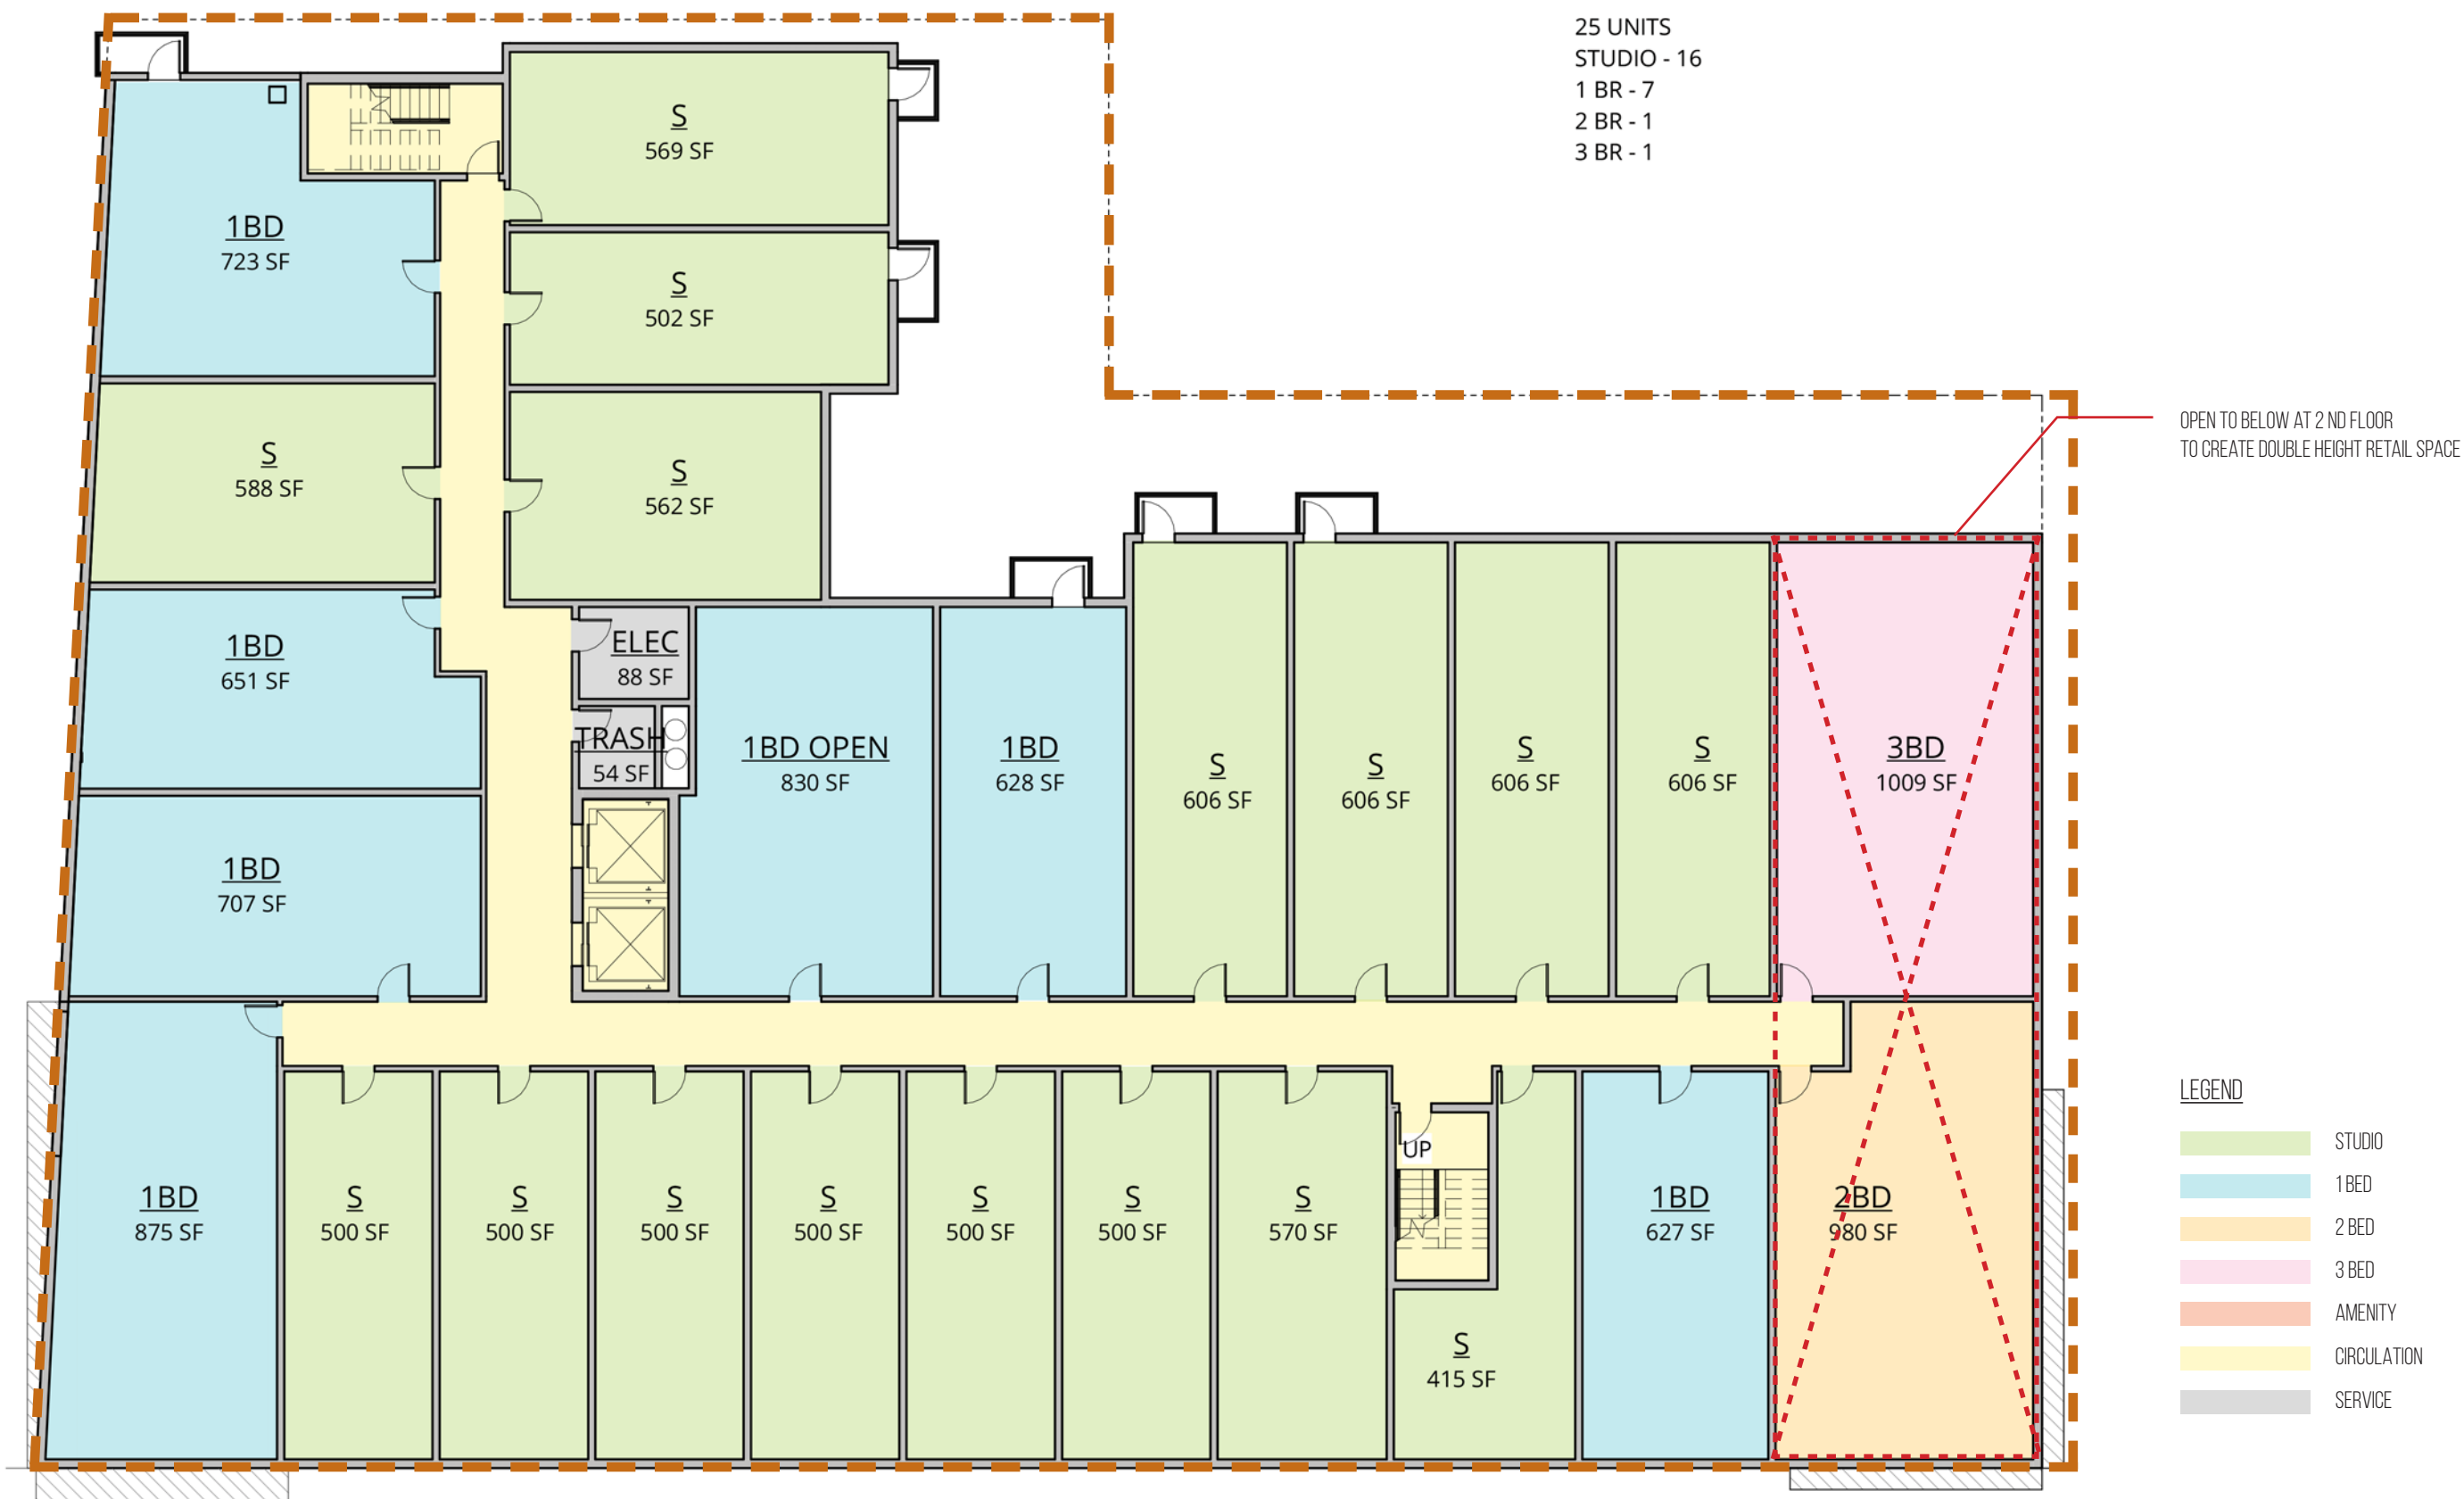 25 UNITS
STUDIO - 16
1 BR - 7
2 BR - 1
3 BR - 1
S
569 SF
1BD
723 SF
S
502 SF
OPEN TO BELOW AT 2 ND FLOOR
TO CREATE DOUBLE HEIGHT RETAIL SPACE
S
588 SF
S
562 SF
1BD
651 SF
ELEC
88 SF
TRASH
54 SF
1BD OPEN
830 SF
1BD
628 SF
S
606 SF
S
606 SF
S
606 SF
S
606 SF
3BD
1009 SF
1BD
707 SF
UP
1BD
875 SF
S
500 SF
S
500 SF
S
500 SF
S
500 SF
S
500 SF
S
500 SF
S
570 SF
S
415 SF
1BD
627 SF
2BD
980 SF
LEGEND
STUDIO
1 BED
2 BED
3 BED
AMENITY
CIRCULATION
SERVICE